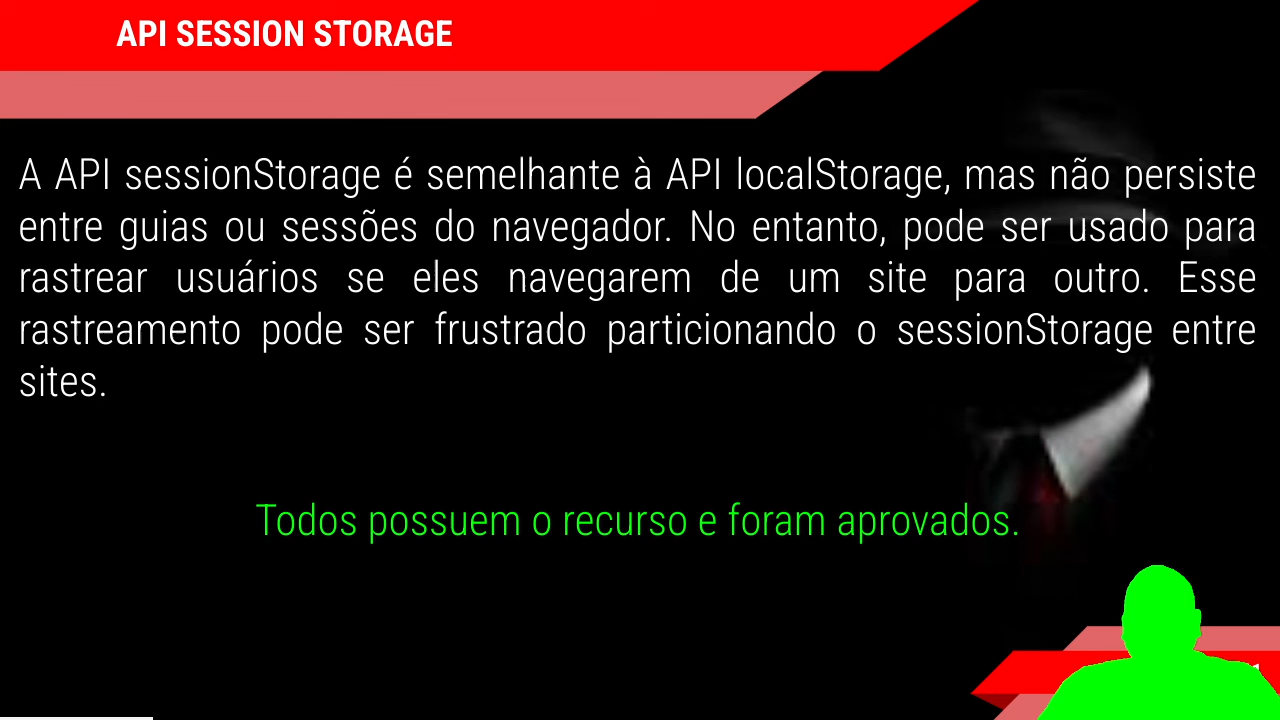 API SESSION STORAGE
A API sessionStorage é semelhante à API localStorage, mas não persiste
entre guias ou sessões do navegador. No entanto, pode ser usado para
rastrear usuários se eles navegarem de um site para outro. Esse
rastreamento pode ser frustrado particionando o sessionStorage entre
sites.
Todos possuem o recurso e foram aprovados.